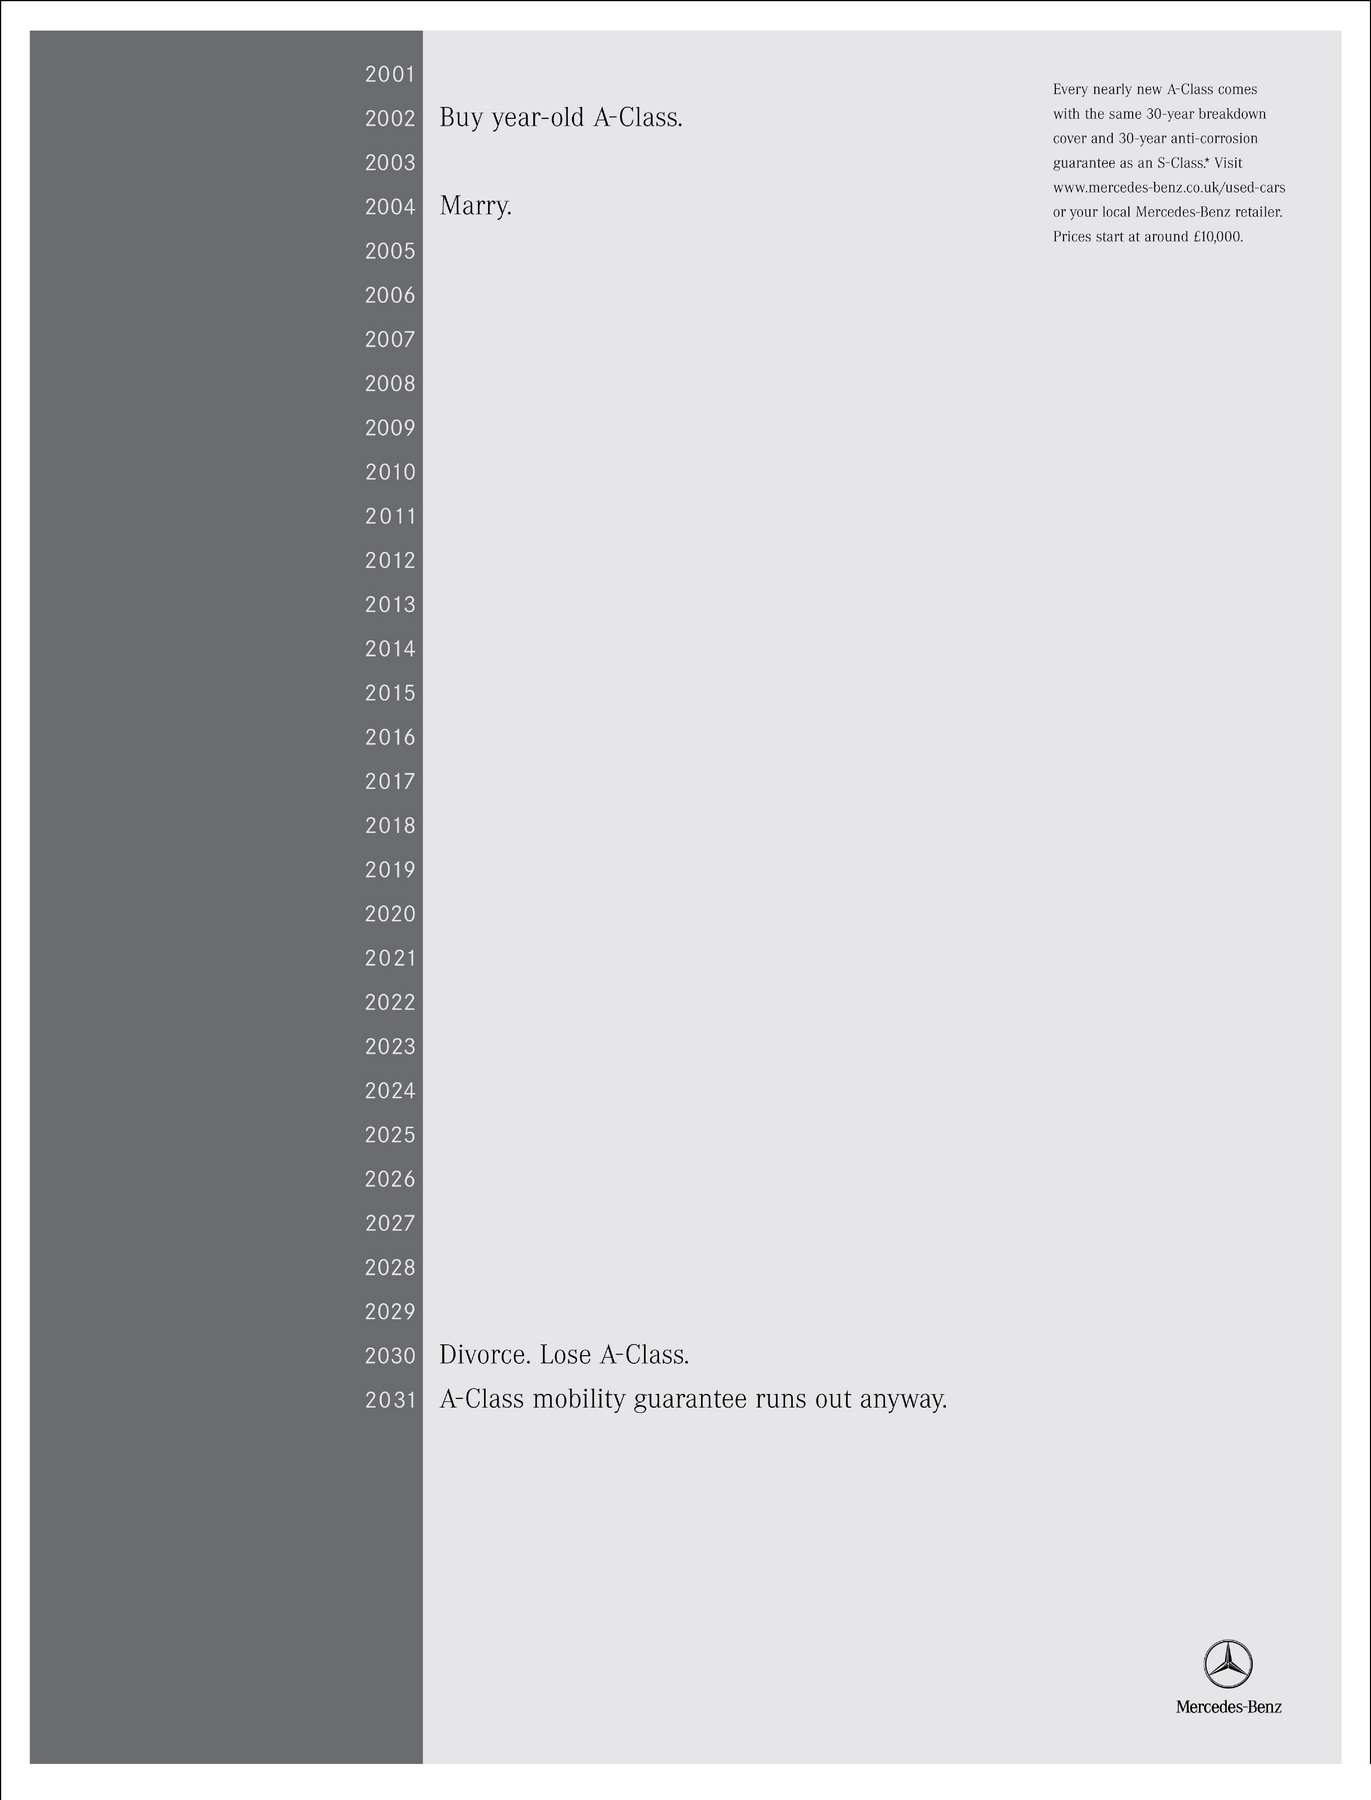 2001
2002 Buy year-old A-Class.
2003
2004 Marry.
2005
2006
2007
2008
2009
2010
2011
2012
2013
2014
2015
2016
2017
2018
2019
2020
2021
2022
2023
2024
2025
2026
2027
2028
2029
2030 Divorce. Lose A-Class.
2031 A-Class mobility guarantee runs out anyway.
Every nearly new A-Class comes
with the same 30-year breakdown
cover and 30-year anti-corrosion
guarantee as an S-Class.* Visit
www.mercedes-benz.co.uk/used-cars
or your local Mercedes-Benz retailer.
Prices start at around £10,000.
Mercedes-Benz